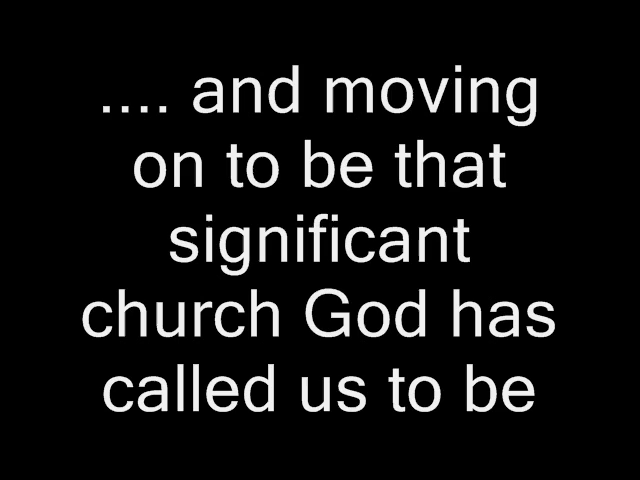 .... and moving
on to be that
significant
church God has
called us to be